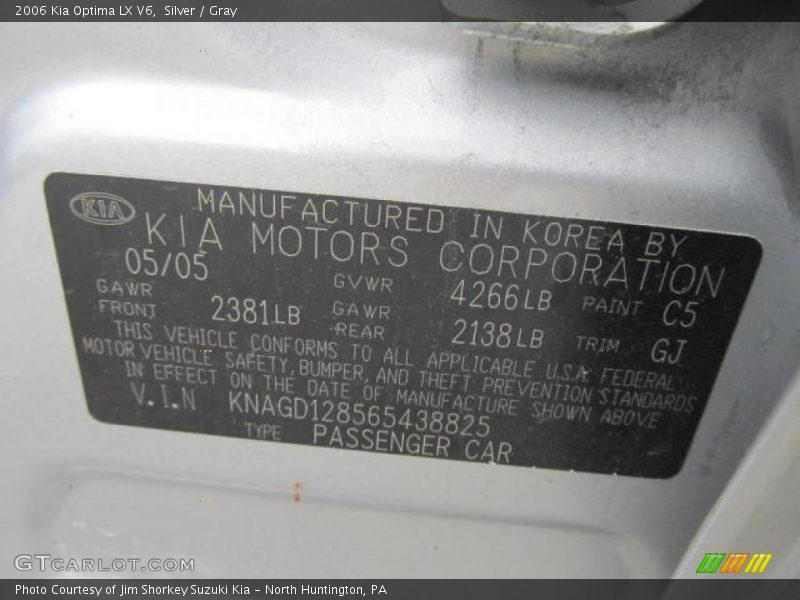 2006 Kia Optima LX V6,  Silver / Gray
KIA
MANUFACTURED IN KOREA BY
KIA MOTORS CORPORATION
05/05
GVWR 4266LB PAINT C5
GAWR FRONT 2381LB GAWR REAR 2138LB TRIM GJ
THIS VEHICLE CONFORMS TO ALL APPLICABLE U.S.A. FEDERAL
MOTOR VEHICLE SAFETY, BUMPER, AND THEFT PREVENTION STANDARDS
IN EFFECT ON THE DATE OF MANUFACTURE SHOWN ABOVE
V.I.N KNAGD128565438825
TYPE PASSENGER CAR
GTCARLOT.COM
Photo Courtesy of Jim Shorkey Suzuki Kia - North Huntington, PA